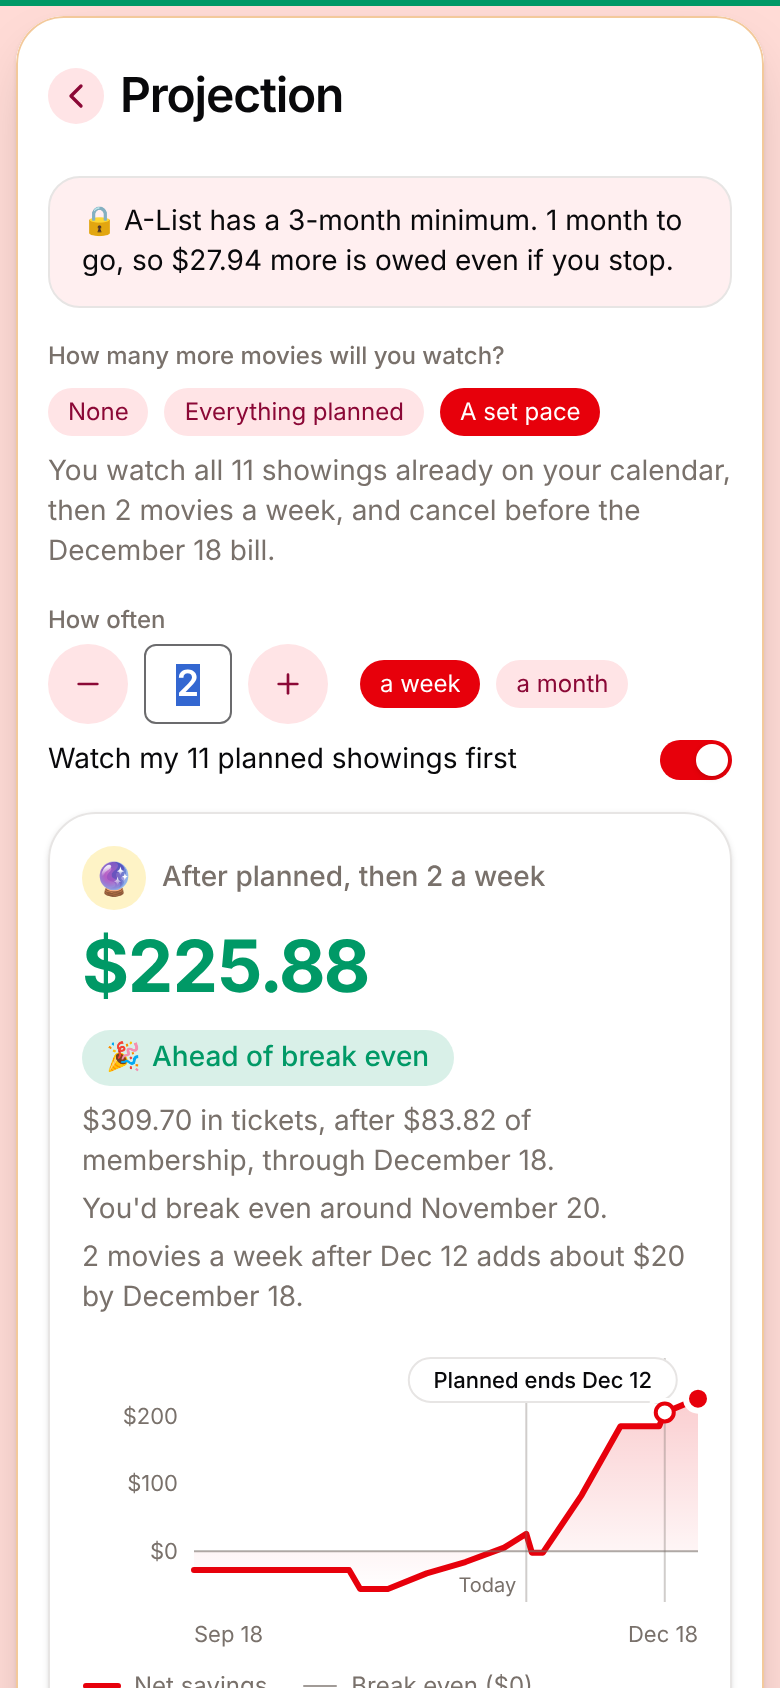 Projection
🔒 A-List has a 3-month minimum. 1 month to
go, so $27.94 more is owed even if you stop.
How many more movies will you watch?
None
Everything planned
A set pace
You watch all 11 showings already on your calendar,
then 2 movies a week, and cancel before the
December 18 bill.
How often
−
2
+
a week
a month
Watch my 11 planned showings first
🔮 After planned, then 2 a week
$225.88
🎉 Ahead of break even
$309.70 in tickets, after $83.82 of
membership, through December 18.
You'd break even around November 20.
2 movies a week after Dec 12 adds about $20
by December 18.
Planned ends Dec 12
$200
$100
$0
Today
Sep 18
Dec 18
Net savings
Break even ($0)